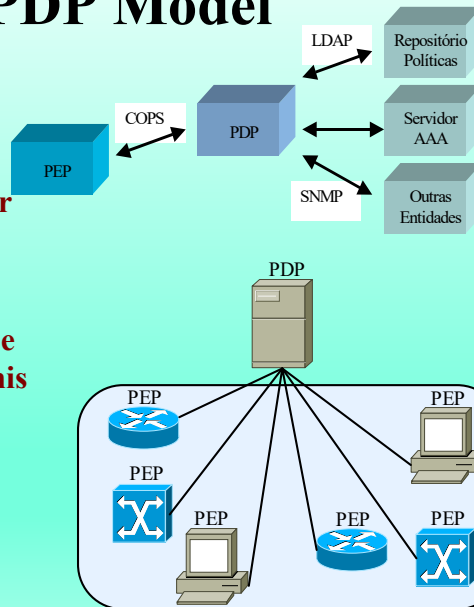 PDP Model
LDAP
Repositório
Políticas
COPS
PDP
Servidor
AAA
PEP
SNMP
Outras
Entidades
r
PDP
e
is
PEP
PEP
PEP
PEP
PEP
PEP